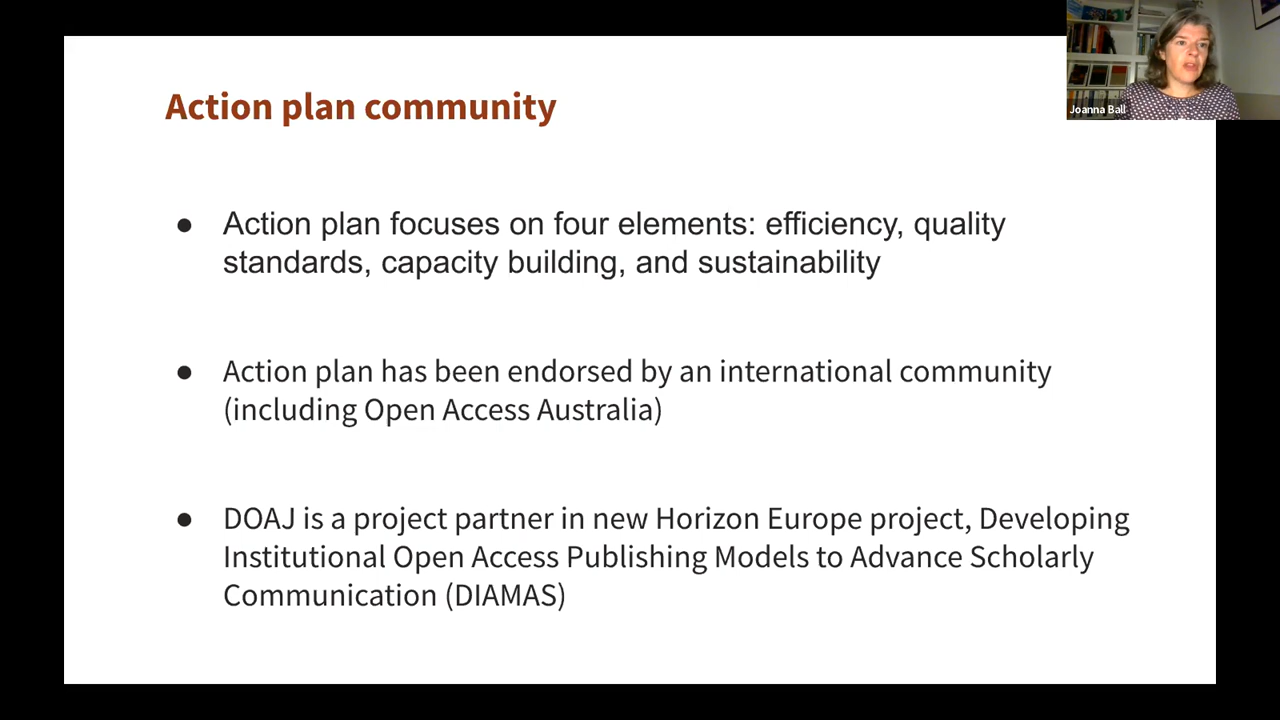 Action plan community
Joanna Ball
● Action plan focuses on four elements: efficiency, quality
standards, capacity building, and sustainability
● Action plan has been endorsed by an international community
(including Open Access Australia)
● DOAJ is a project partner in new Horizon Europe project, Developing
Institutional Open Access Publishing Models to Advance Scholarly
Communication (DIAMAS)